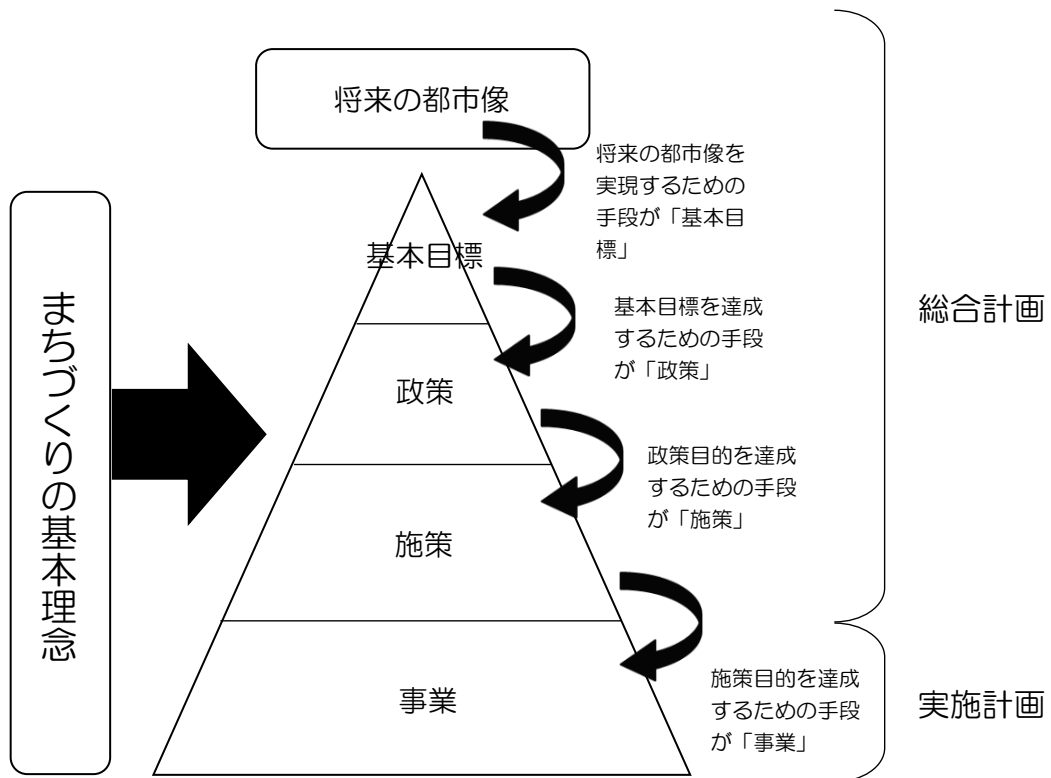 将来の都市像
将来の都市像を
実現するための
手段が「基本目
標」
基本目標
基本目標を達成
するための手段
が「政策」
総合計画
まちづくりの基本理念
政策
政策目的を達成
するための手段
が「施策」
施策
施策目的を達成
するための手段
が「事業」
事業
実施計画